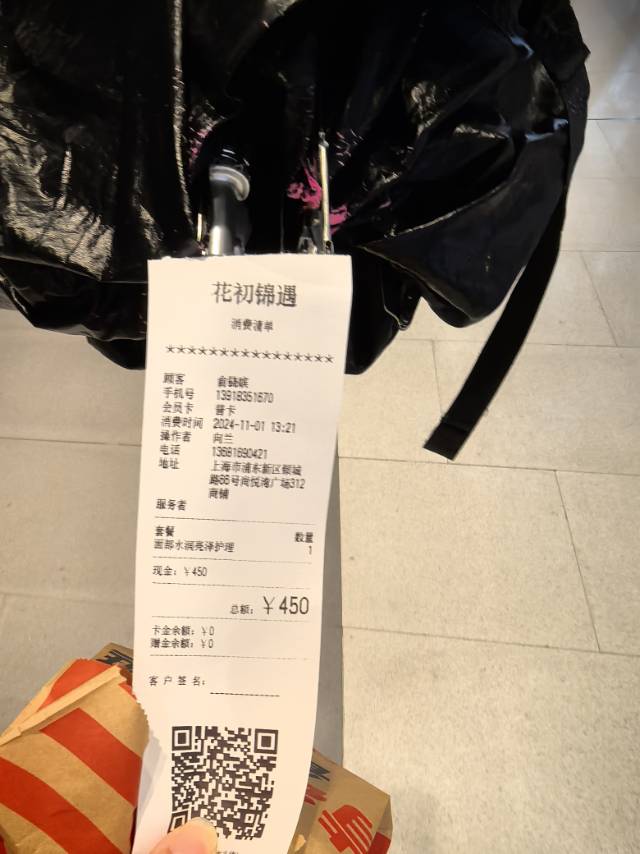 花初锦遇
消费清单
***************
顾客 俞晓嫔
手机号 13918351670
会员卡 普卡
消费时间 2024-11-01 13:21
操作者 向兰
电话 13681690421
地址 上海市浦东新区倾城
路66号尚悦湾广场312
商铺
服务者
套餐 数量
面部水润亮泽护理 1
现金:¥450
总额:¥450
卡金余额:¥0
赠金余额:¥0
客户签名: